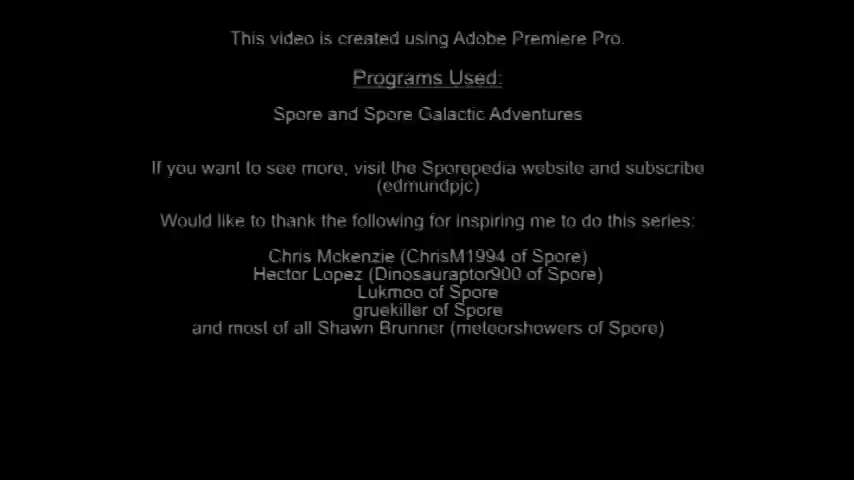 This video is created using Adobe Premiere Pro.
Programs Used:
Spore and Spore Galactic Adventures
If you want to see more, visit the Sporepedia website and subscribe
(edmundpjc)
Would like to thank the following for inspiring me to do this series:
Chris Mckenzie (ChrisM1994 of Spore)
Hector Lopez (Dinosauraptor900 of Spore)
Lukmoo of Spore
gruekiller of Spore
and most of all Shawn Brunner (meteorshowers of Spore)